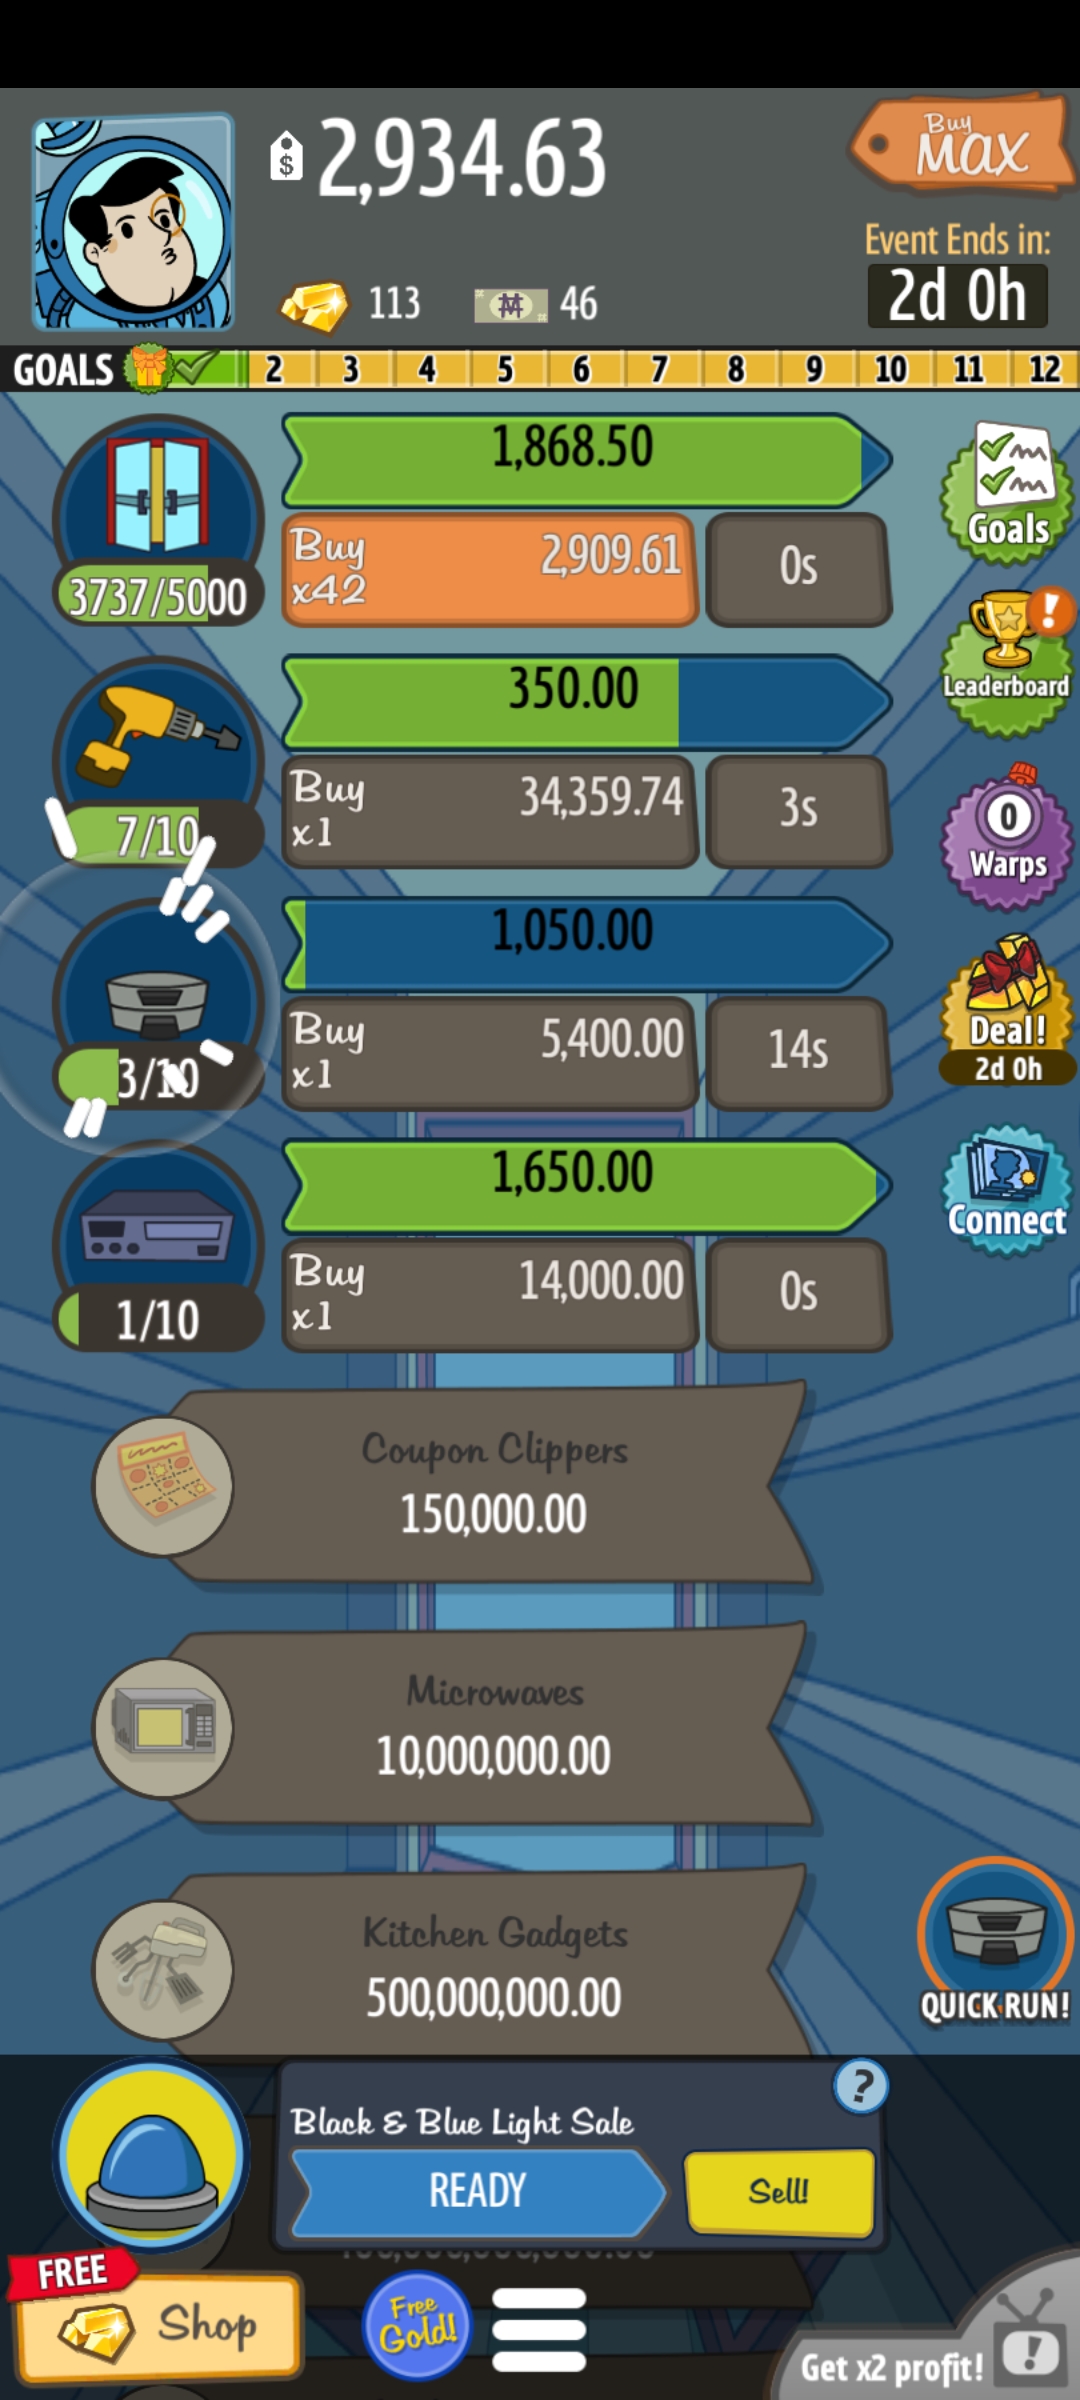 2,934.63
Buy
MAX
113
46
Event Ends in:
2d 0h
GOALS 2 3 4 5 6 7 8 9 10 11 12
1,868.50
3737/5000
Buy
x42
2,909.61
0s
Goals
350.00
7/10
Buy
x1
34,359.74
3s
Leaderboard
1,050.00
3/10
Buy
x1
5,400.00
14s
0
Warps
1,650.00
1/10
Buy
x1
14,000.00
0s
Deal!
2d 0h
Connect
Coupon Clippers
150,000.00
Microwaves
10,000,000.00
Kitchen Gadgets
500,000,000.00
QUICK RUN!
Black & Blue Light Sale
?
READY
Sell!
FREE
Shop
Free
Gold!
Get x2 profit!